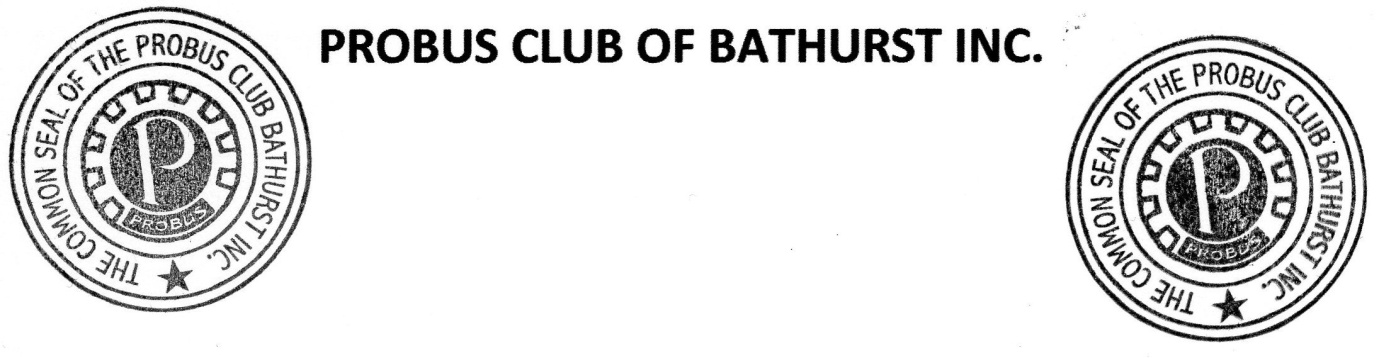 PROBUS CLUB OF BATHURST INC.
THE COMMON SEAL OF THE PROBUS CLUB BATHURST INC.
P
PROBUS
THE COMMON SEAL OF THE PROBUS CLUB BATHURST INC.
P
PROBUS